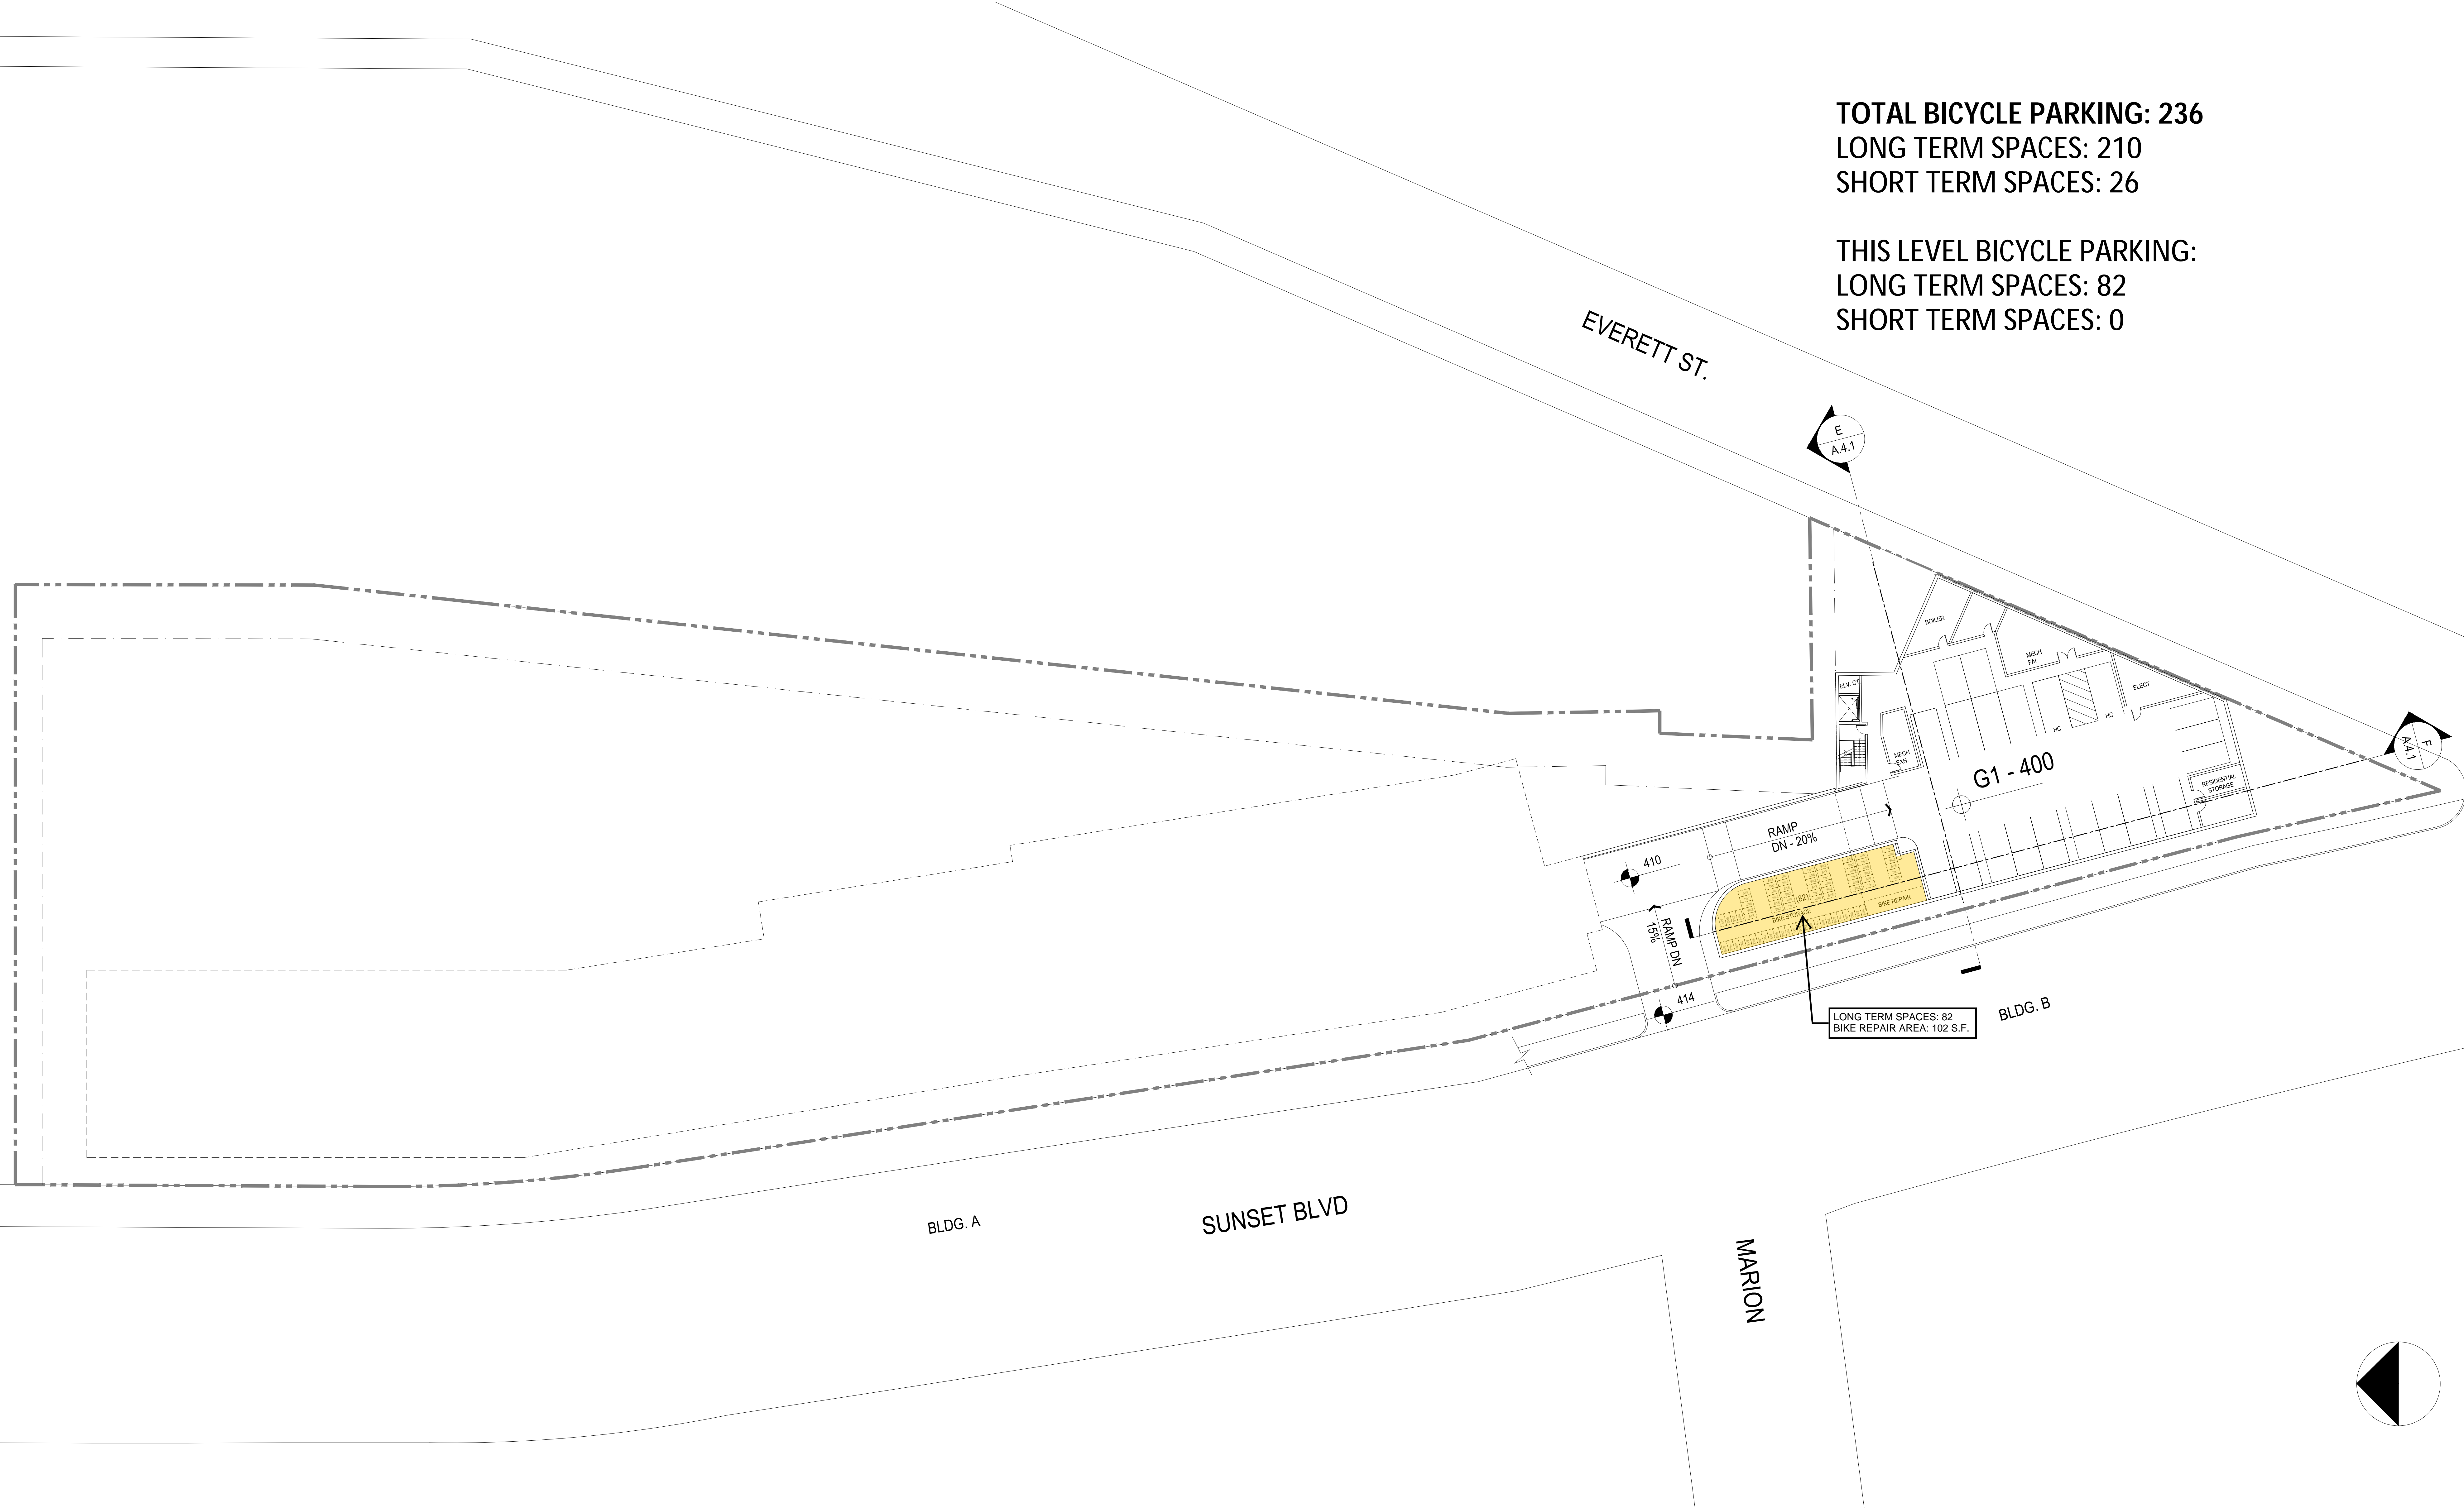 TOTAL BICYCLE PARKING: 236
LONG TERM SPACES: 210
SHORT TERM SPACES: 26
THIS LEVEL BICYCLE PARKING:
LONG TERM SPACES: 82
SHORT TERM SPACES: 0
EVERETT ST.
E
A.4.1
BOILER
MECH
FAI
ELV. CT.
ELECT
HC
HC
F
A.4.1
MECH
EXH.
G1 - 400
RESIDENTIAL
STORAGE
RAMP
DN - 20%
410
(82)
BIKE STORAGE
BIKE REPAIR
RAMP DN
15%
414
LONG TERM SPACES: 82
BIKE REPAIR AREA: 102 S.F.
BLDG. B
BLDG. A
SUNSET BLVD
MARION